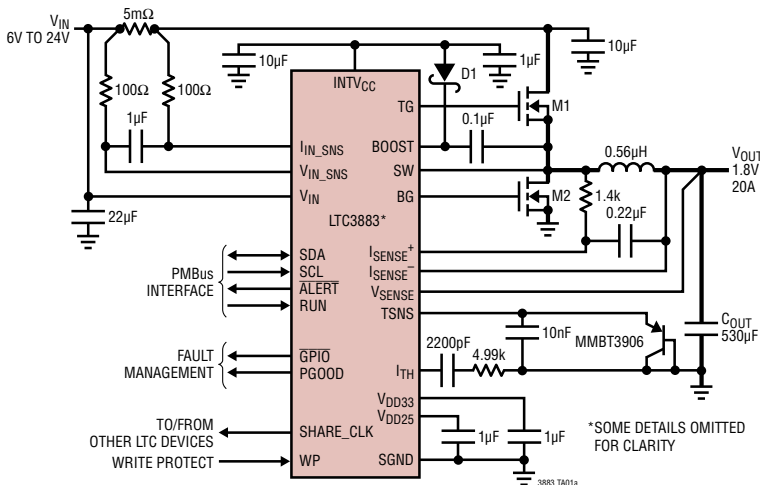 VIN
6V TO 24V
5mΩ
10µF
1µF
10µF
D1
100Ω
100Ω
1µF
INTVCC
TG
M1
0.1µF
IIN_SNS
BOOST
VIN_SNS
SW
0.56µH
VOUT
1.8V
20A
VIN
BG
M2
1.4k
22µF
LTC3883*
0.22µF
PMBus
INTERFACE
SDA
SCL
ALERT
RUN
ISENSE+
ISENSE–
VSENSE
TSNS
10nF
MMBT3906
COUT
530µF
FAULT
MANAGEMENT
GPIO
PGOOD
2200pF
4.99k
ITH
VDD33
VDD25
TO/FROM
OTHER LTC DEVICES
SHARE_CLK
1µF
1µF
*SOME DETAILS OMITTED
FOR CLARITY
WRITE PROTECT
WP
SGND
3883 TA01a